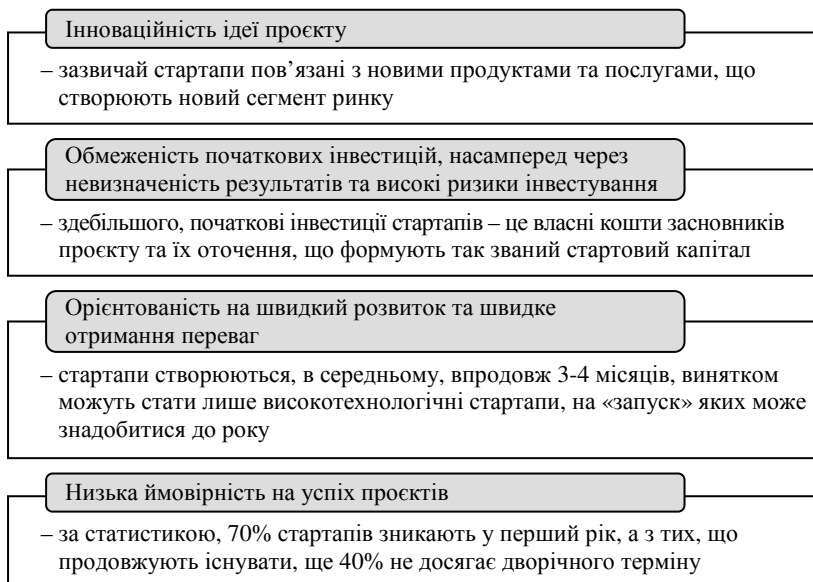 Інноваційність ідеї проєкту
– зазвичай стартапи пов’язані з новими продуктами та послугами, що
створюють новий сегмент ринку
Обмеженість початкових інвестицій, насамперед через
невизначеність результатів та високі ризики інвестування
– здебільшого, початкові інвестиції стартапів – це власні кошти засновників
проєкту та їх оточення, що формують так званий стартовий капітал
Орієнтованість на швидкий розвиток та швидке
отримання переваг
– стартапи створюються, в середньому, впродовж 3-4 місяців, винятком
можуть стати лише високотехнологічні стартапи, на «запуск» яких може
знадобитися до року
Низька ймовірність на успіх проєктів
– за статистикою, 70% стартапів зникають у перший рік, а з тих, що
продовжують існувати, ще 40% не досягає дворічного терміну